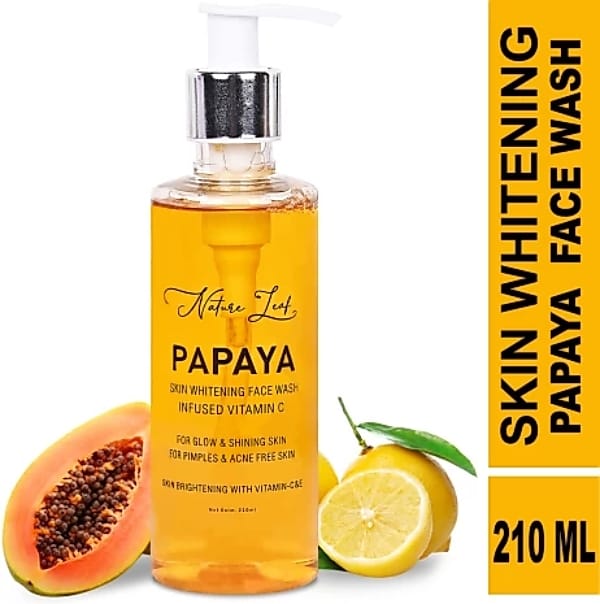 Nature Leaf
PAPAYA
SKIN WHITENING FACE WASH
INFUSED VITAMIN C
FOR GLOW & SHINING SKIN
FOR PIMPLES & ACNE FREE SKIN
SKIN BRIGHTENING WITH VITAMIN-C&E
210ml
SKIN WHITENING
PAPAYA FACE WASH
210 ML